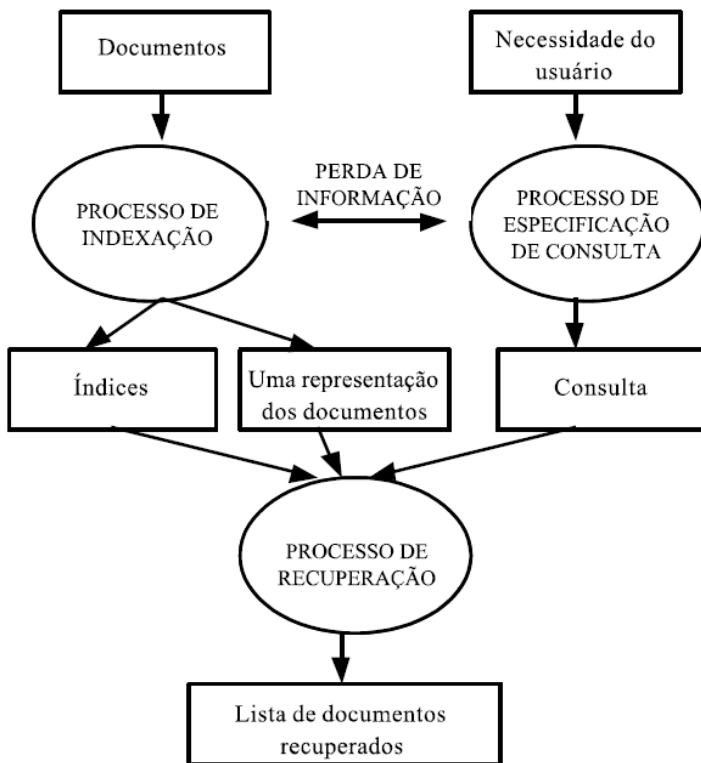 Documentos
Necessidade do
usuário
PERDA DE
INFORMAÇÃO
PROCESSO DE
INDEXAÇÃO
PROCESSO DE
ESPECIFICAÇÃO
DE CONSULTA
Índices
Uma representação
dos documentos
Consulta
PROCESSO DE
RECUPERAÇÃO
Lista de documentos
recuperados